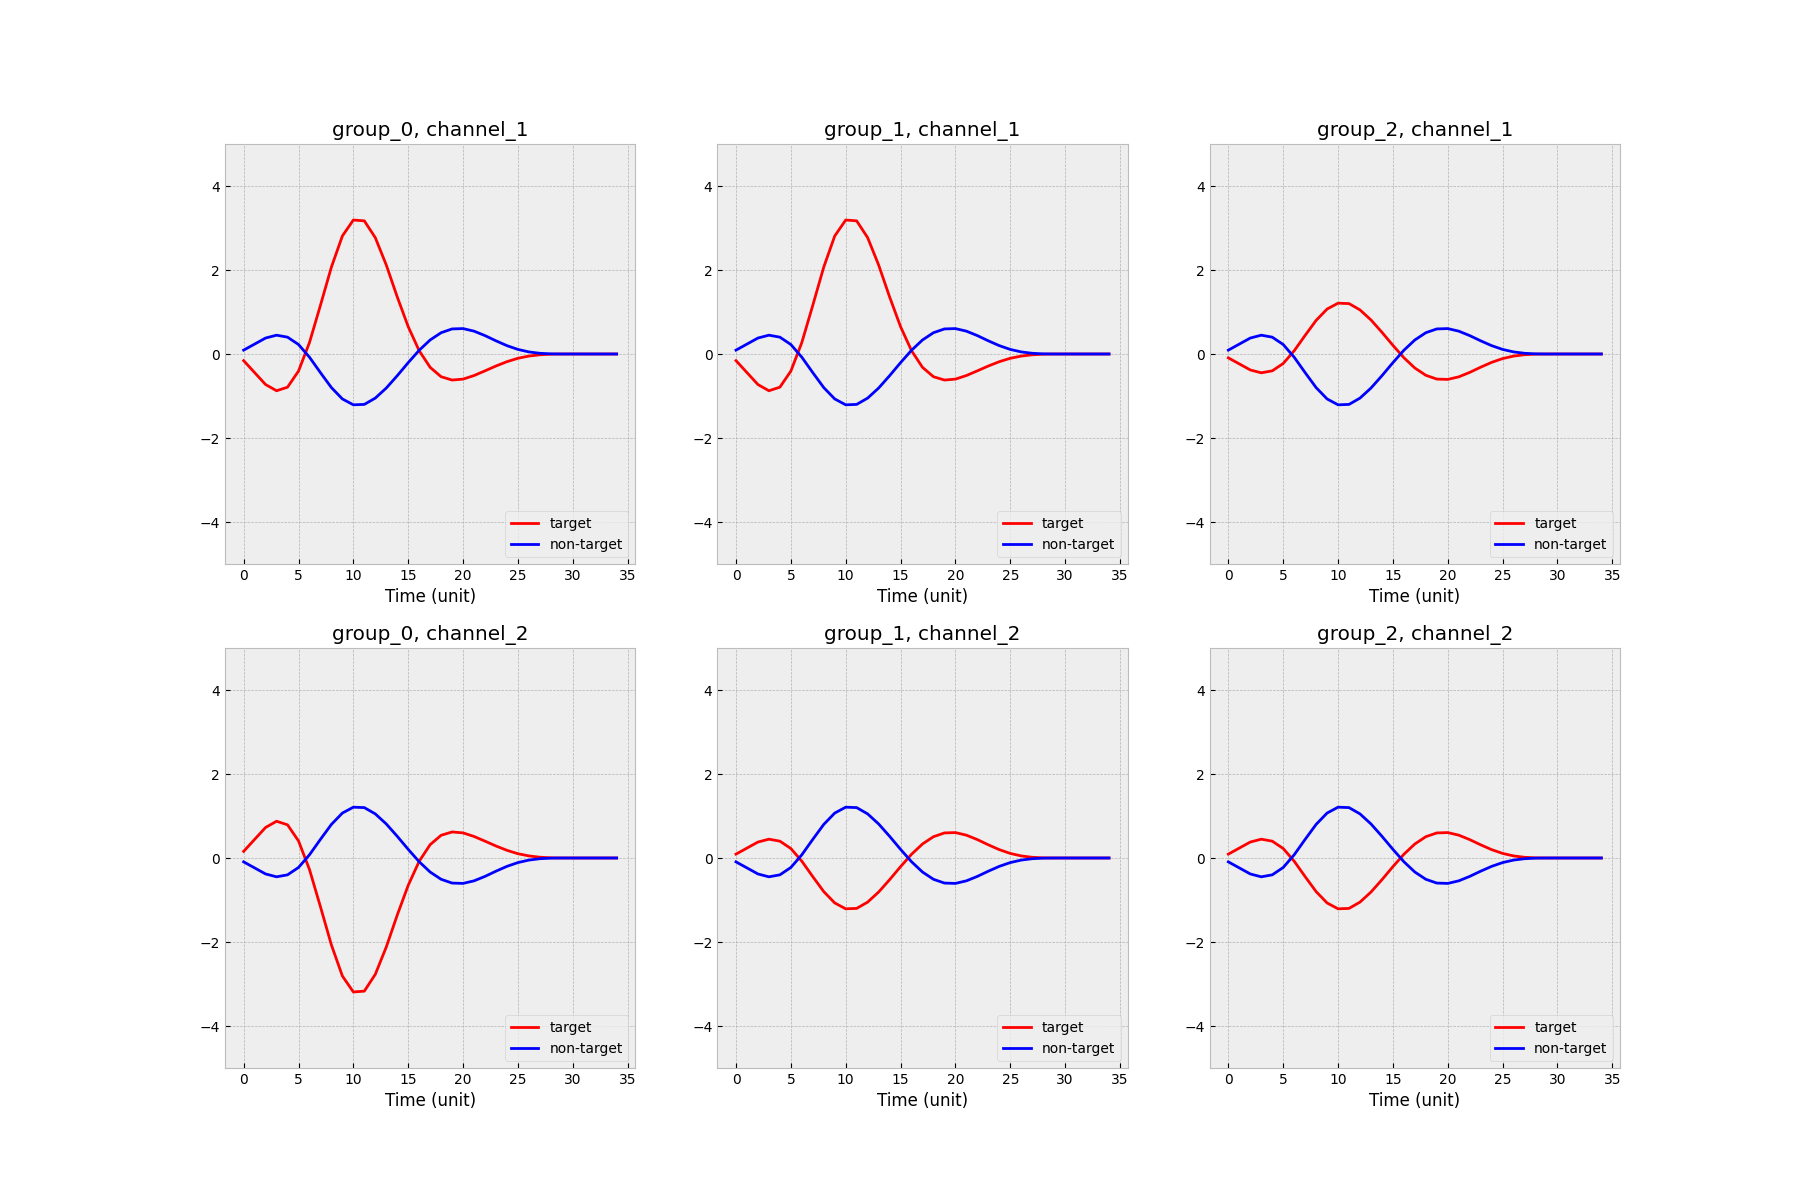 group_0, channel_1
4
2
0
−2
−4
target
non-target
0 5 10 15 20 25 30 35
Time (unit)
group_1, channel_1
4
2
0
−2
−4
target
non-target
0 5 10 15 20 25 30 35
Time (unit)
group_2, channel_1
4
2
0
−2
−4
target
non-target
0 5 10 15 20 25 30 35
Time (unit)
group_0, channel_2
4
2
0
−2
−4
target
non-target
0 5 10 15 20 25 30 35
Time (unit)
group_1, channel_2
4
2
0
−2
−4
target
non-target
0 5 10 15 20 25 30 35
Time (unit)
group_2, channel_2
4
2
0
−2
−4
target
non-target
0 5 10 15 20 25 30 35
Time (unit)